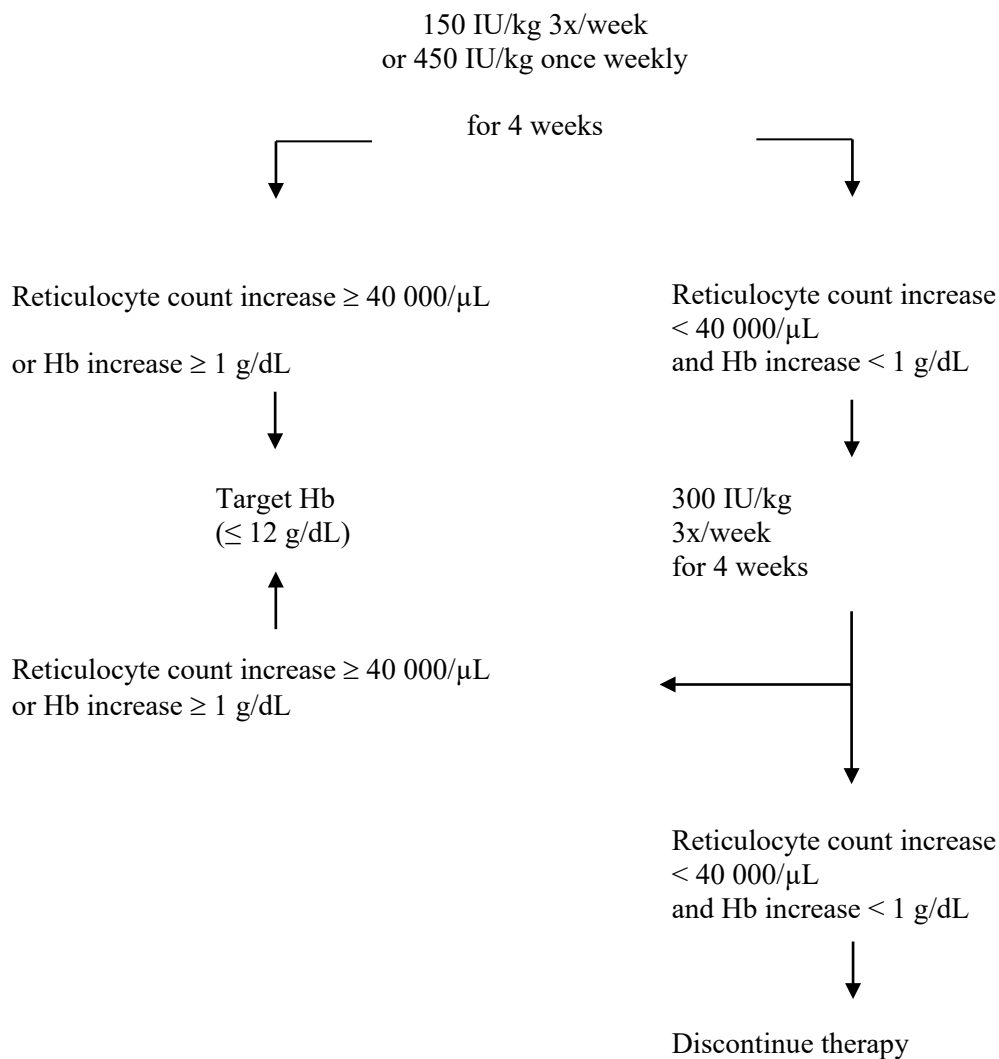 150 IU/kg 3x/week
or 450 IU/kg once weekly
for 4 weeks
Reticulocyte count increase ≥ 40 000/µL
or Hb increase ≥ 1 g/dL
Reticulocyte count increase
< 40 000/µL
and Hb increase < 1 g/dL
Target Hb
(≤ 12 g/dL)
300 IU/kg
3x/week
for 4 weeks
Reticulocyte count increase ≥ 40 000/µL
or Hb increase ≥ 1 g/dL
Reticulocyte count increase
< 40 000/µL
and Hb increase < 1 g/dL
Discontinue therapy